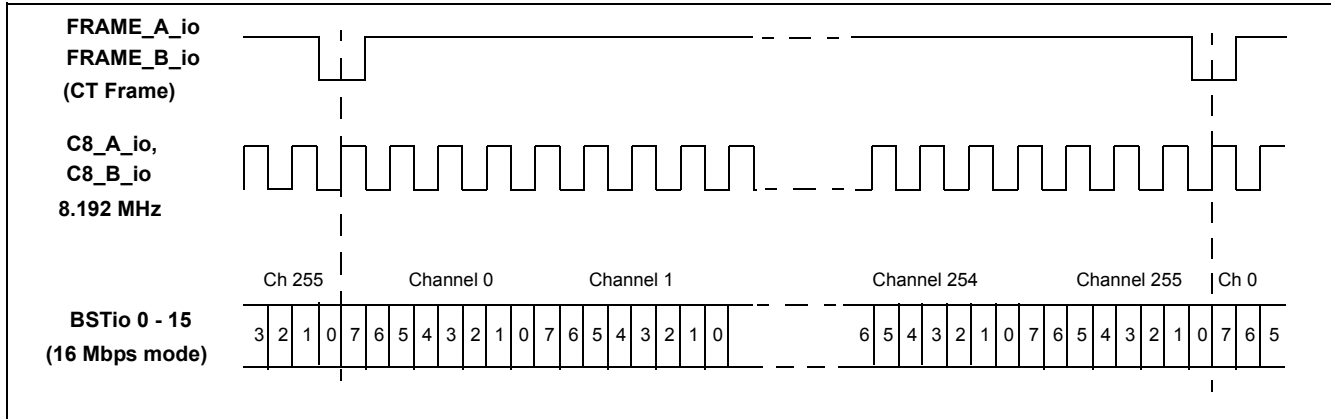 FRAME_A_io
FRAME_B_io
(CT Frame)
C8_A_io,
C8_B_io
8.192 MHz
Ch 255 Channel 0 Channel 1 Channel 254 Channel 255 Ch 0
BSTio 0 - 15
(16 Mbps mode)
3 2 1 0 7 6 5 4 3 2 1 0 7 6 5 4 3 2 1 0 6 5 4 3 2 1 0 7 6 5 4 3 2 1 0 7 6 5